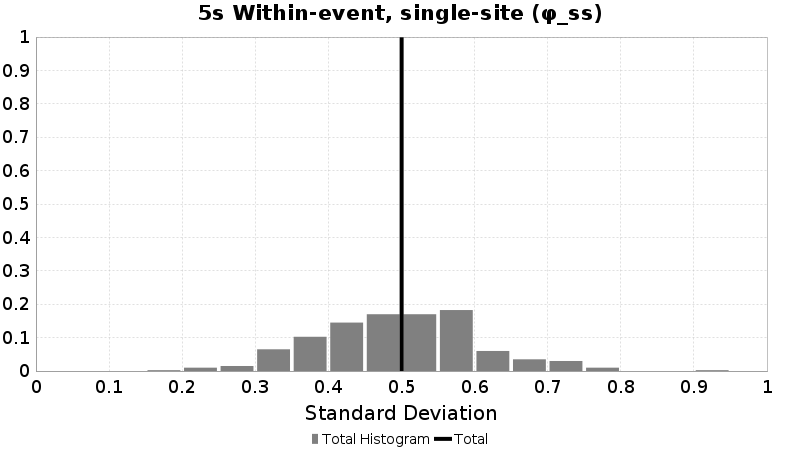 5s Within-event, single-site (φ_ss)
1
0.9
0.8
0.7
0.6
0.5
0.4
0.3
0.2
0.1
0
0 0.1 0.2 0.3 0.4 0.5 0.6 0.7 0.8 0.9 1
Standard Deviation
Total Histogram Total